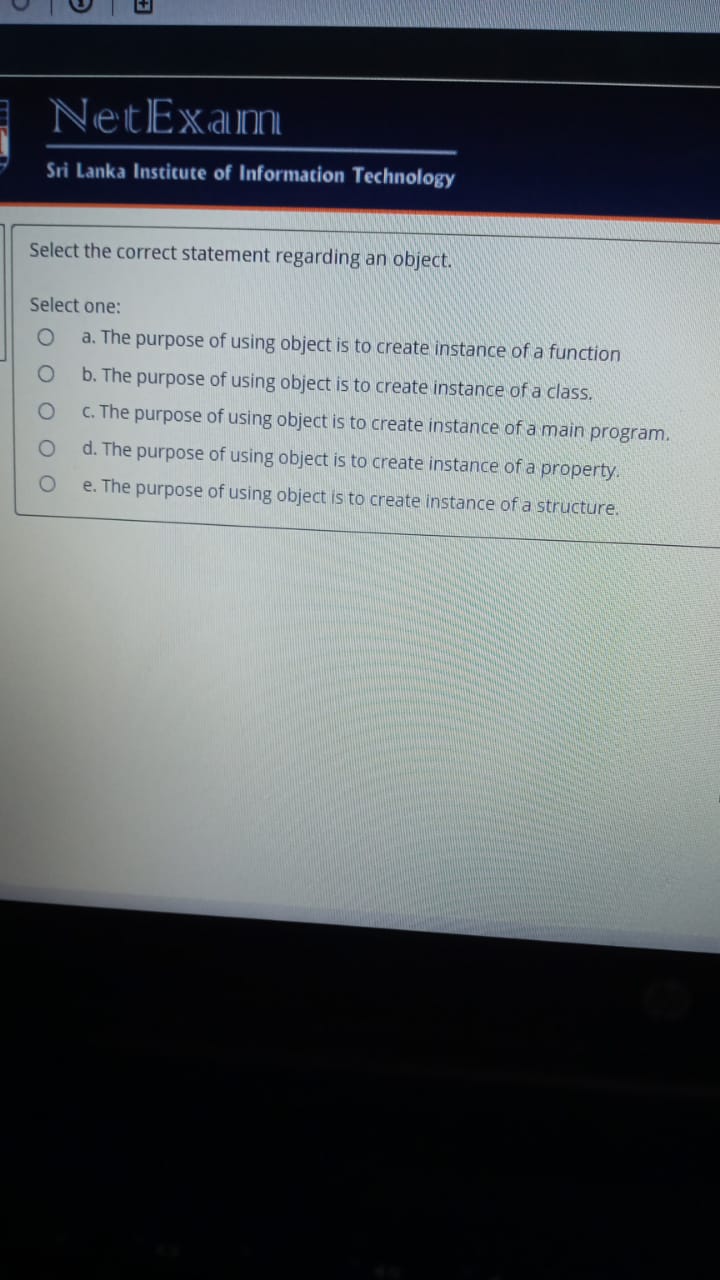 NetExam
Sri Lanka Institute of Information Technology
Select the correct statement regarding an object.
Select one:
a. The purpose of using object is to create instance of a function
b. The purpose of using object is to create instance of a class.
c. The purpose of using object is to create instance of a main program.
d. The purpose of using object is to create instance of a property.
e. The purpose of using object is to create instance of a structure.